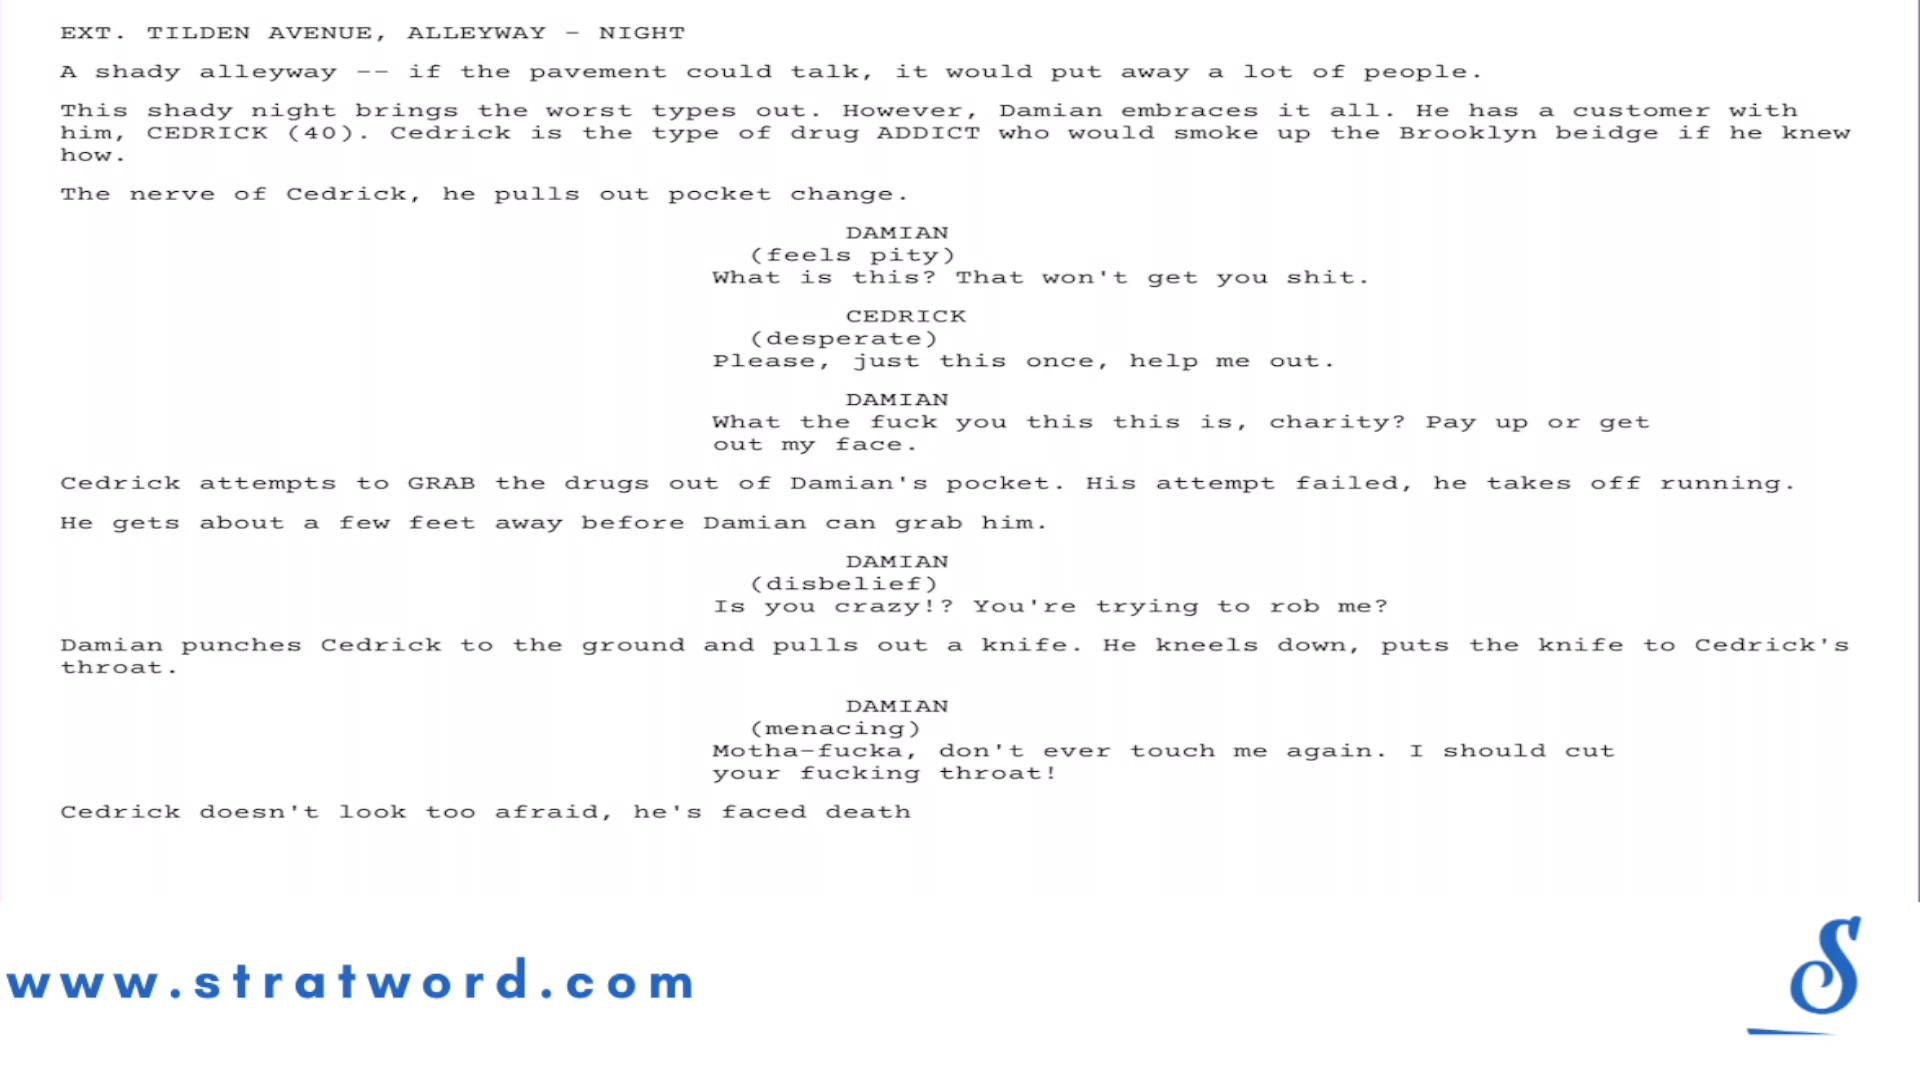 EXT. TILDEN AVENUE, ALLEYWAY - NIGHT
A shady alleyway -- if the pavement could talk, it would put away a lot of people.
This shady night brings the worst types out. However, Damian embraces it all. He has a customer with
him, CEDRICK (40). Cedrick is the type of drug ADDICT who would smoke up the Brooklyn beidge if he knew
how.
The nerve of Cedrick, he pulls out pocket change.
DAMIAN
(feels pity)
What is this? That won't get you shit.
CEDRICK
(desperate)
Please, just this once, help me out.
DAMIAN
What the fuck you this this is, charity? Pay up or get
out my face.
Cedrick attempts to GRAB the drugs out of Damian's pocket. His attempt failed, he takes off running.
He gets about a few feet away before Damian can grab him.
DAMIAN
(disbelief)
Is you crazy!? You're trying to rob me?
Damian punches Cedrick to the ground and pulls out a knife. He kneels down, puts the knife to Cedrick's
throat.
DAMIAN
(menacing)
Motha-fucka, don't ever touch me again. I should cut
your fucking throat!
Cedrick doesn't look too afraid, he's faced death
www.stratword.com
S